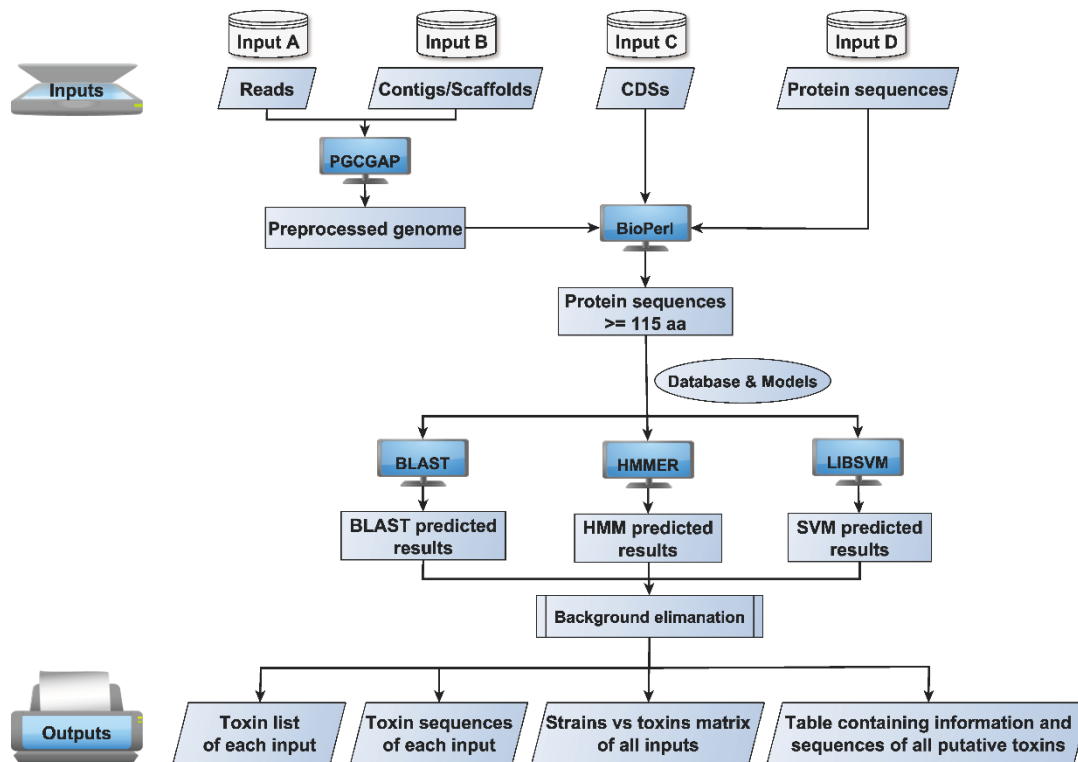 Input A
Input B
Input C
Input D
Inputs
Reads
Contigs/Scaffolds
CDSs
Protein sequences
PGCGAP
Preprocessed genome
BioPerl
Protein sequences
>= 115 aa
Database & Models
BLAST
HMMER
LIBSVM
BLAST predicted
results
HMM predicted
results
SVM predicted
results
Background elimanation
Outputs
Toxin list
of each input
Toxin sequences
of each input
Strains vs toxins matrix
of all inputs
Table containing information and
sequences of all putative toxins